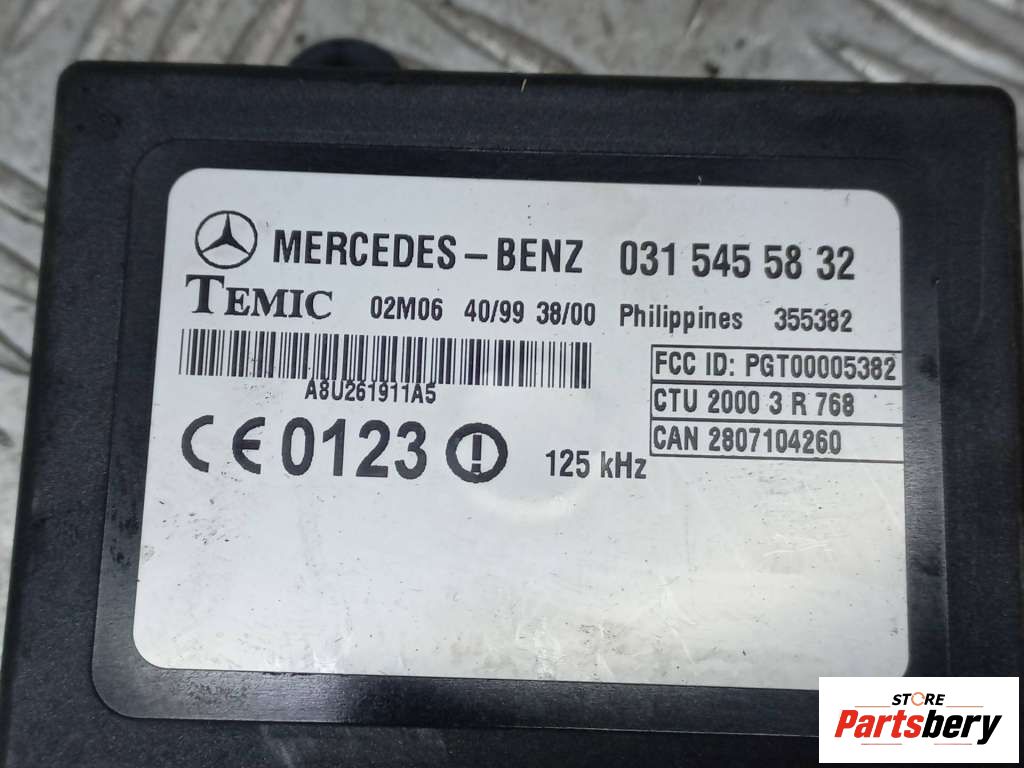 MERCEDES-BENZ 031 545 58 32
TEMIC 02M06 40/99 38/00 Philippines 355382
A8U261911A5
FCC ID: PGT00005382
CTU 2000 3 R 768
CAN 2807104260
CE 0123 125 kHz
STORE
Partsbery